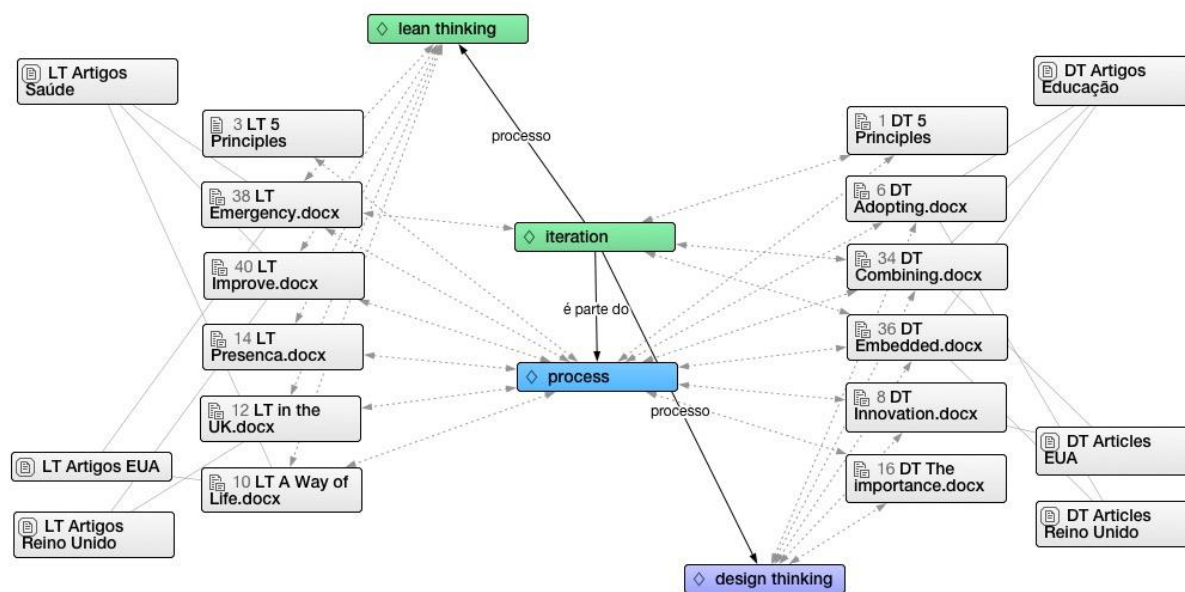 lean thinking
LT Artigos
Saúde
DT Artigos
Educação
3 LT 5
Principles
1 DT 5
Principles
processo
38 LT
Emergency.docx
6 DT
Adopting.docx
iteration
40 LT
Improve.docx
34 DT
Combining.docx
é parte do
14 LT
Presenca.docx
36 DT
Embedded.docx
process
processo
12 LT in the
UK.docx
8 DT
Innovation.docx
LT Artigos EUA
10 LT A Way of
Life.docx
16 DT The
importance.docx
DT Articles
EUA
LT Artigos
Reino Unido
DT Articles
Reino Unido
design thinking